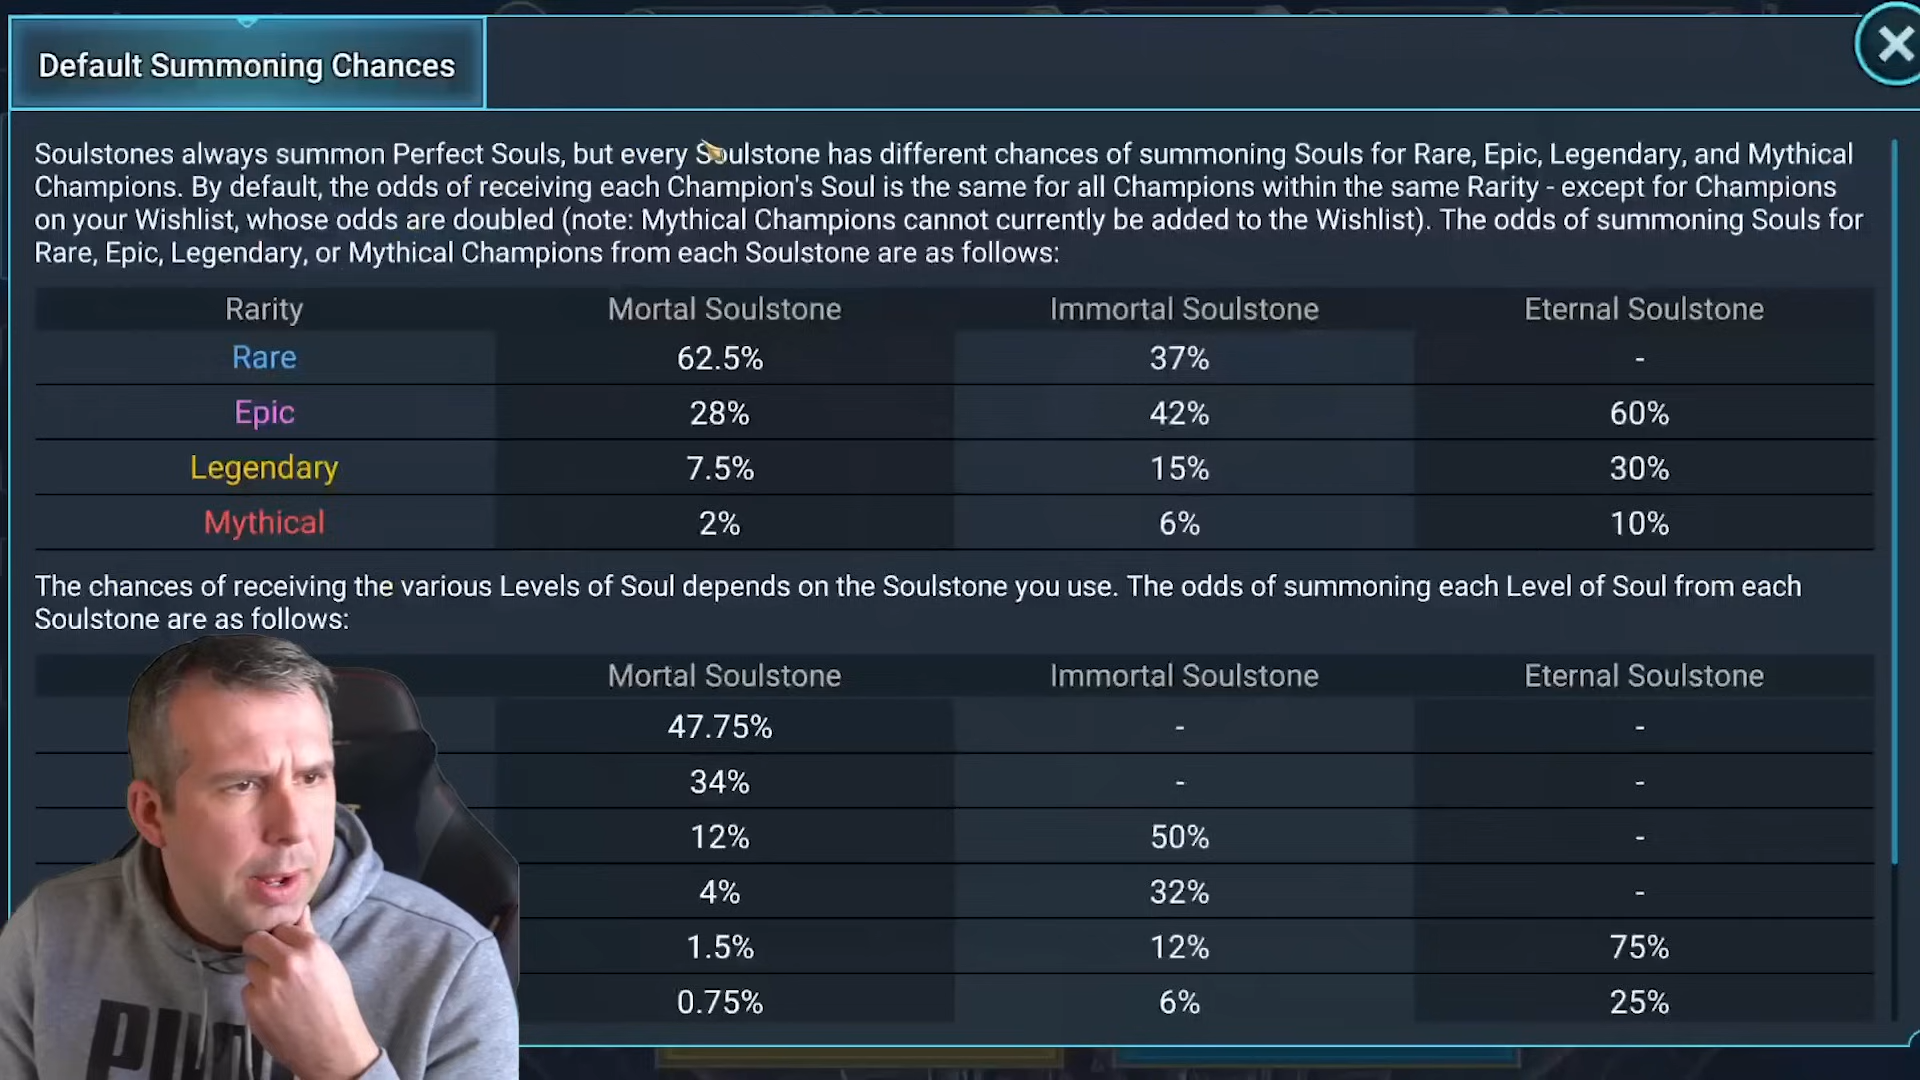 Default Summoning Chances
Soulstones always summon Perfect Souls, but every Soulstone has different chances of summoning Souls for Rare, Epic, Legendary, and Mythical
Champions. By default, the odds of receiving each Champion's Soul is the same for all Champions within the same Rarity - except for Champions
on your Wishlist, whose odds are doubled (note: Mythical Champions cannot currently be added to the Wishlist). The odds of summoning Souls for
Rare, Epic, Legendary, or Mythical Champions from each Soulstone are as follows:
Rarity Mortal Soulstone Immortal Soulstone Eternal Soulstone
Rare 62.5% 37% -
Epic 28% 42% 60%
Legendary 7.5% 15% 30%
Mythical 2% 6% 10%
The chances of receiving the various Levels of Soul depends on the Soulstone you use. The odds of summoning each Level of Soul from each
Soulstone are as follows:
Mortal Soulstone Immortal Soulstone Eternal Soulstone
47.75% - -
34% - -
12% 50% -
4% 32% -
1.5% 12% 75%
0.75% 6% 25%